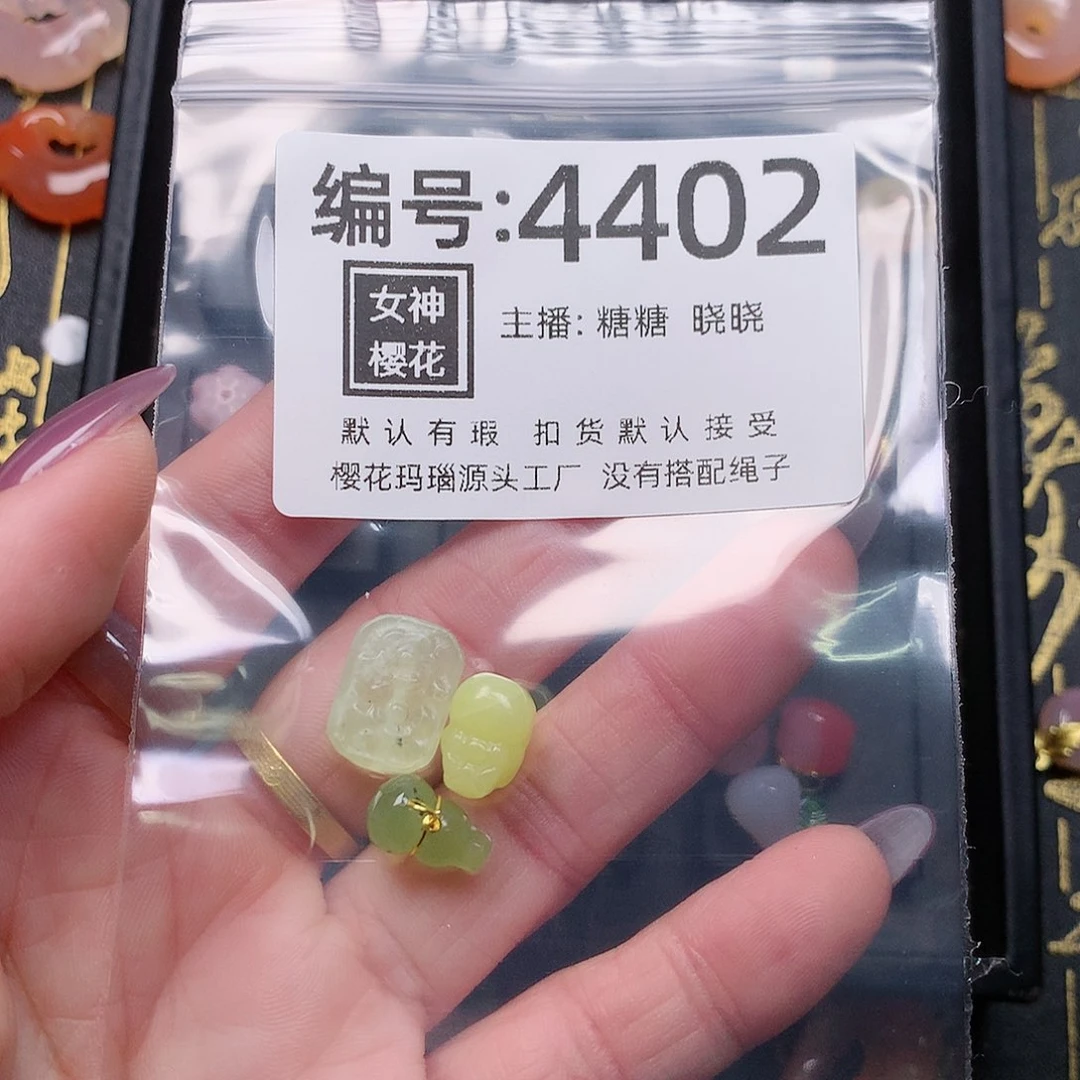 编号:4402
女神
樱花
主播: 糖糖 晓晓
默认有瑕 扣货默认接受
樱花玛瑙源头工厂 没有搭配绳子